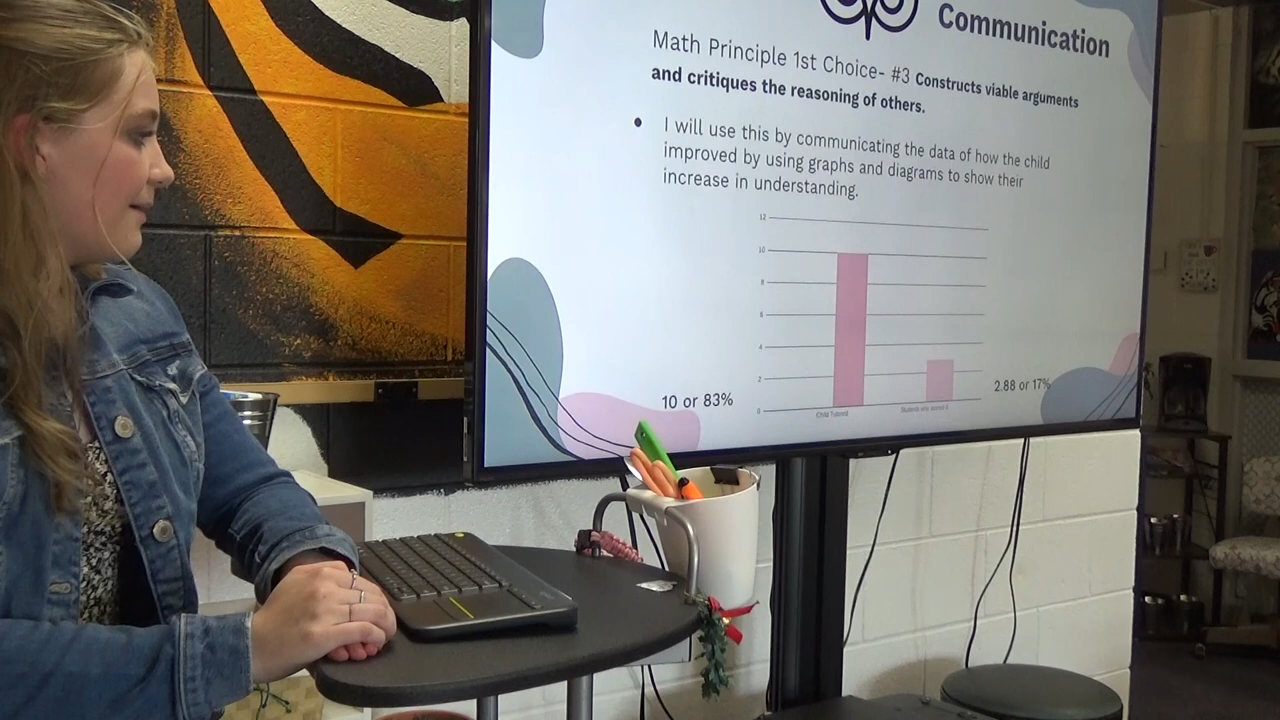 Communication
Math Principle 1st Choice- #3 Constructs viable arguments
and critiques the reasoning of others.
• I will use this by communicating the data of how the child
improved by using graphs and diagrams to show their
increase in understanding.
12
10
8
6
4
2
0
Child Tutored
10 or 83%
2.88 or 17%